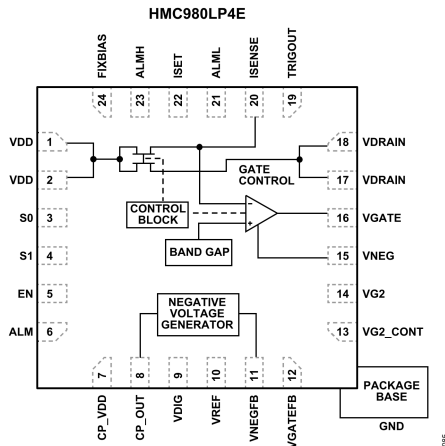 HMC980LP4E
FIXBIAS
ALMH
ISET
ALML
ISENSE
TRIGOUT
24
23
22
21
20
19
VDD 1
18 VDRAIN
VDD 2
GATE
CONTROL
17 VDRAIN
S0 3
CONTROL
BLOCK
–
+
16 VGATE
S1 4
BAND GAP
15 VNEG
EN 5
NEGATIVE
VOLTAGE
GENERATOR
14 VG2
ALM 6
13 VG2_CONT
7
8
9
10
11
12
CP_VDD
CP_OUT
VDIG
VREF
VNEGFB
VGATEFB
PACKAGE
BASE
GND